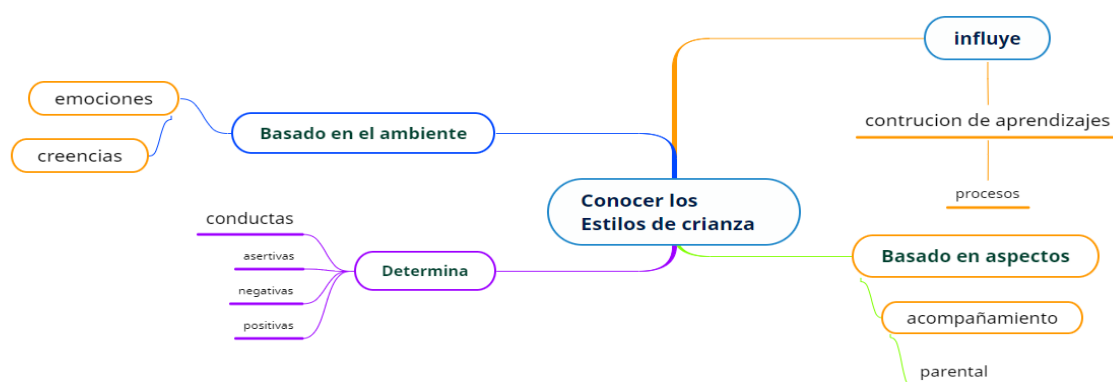 influye
contrucion de aprendizajes
procesos
emociones
creencias
Basado en el ambiente
Conocer los
Estilos de crianza
conductas
asertivas
negativas
positivas
Determina
Basado en aspectos
acompañamiento
parental